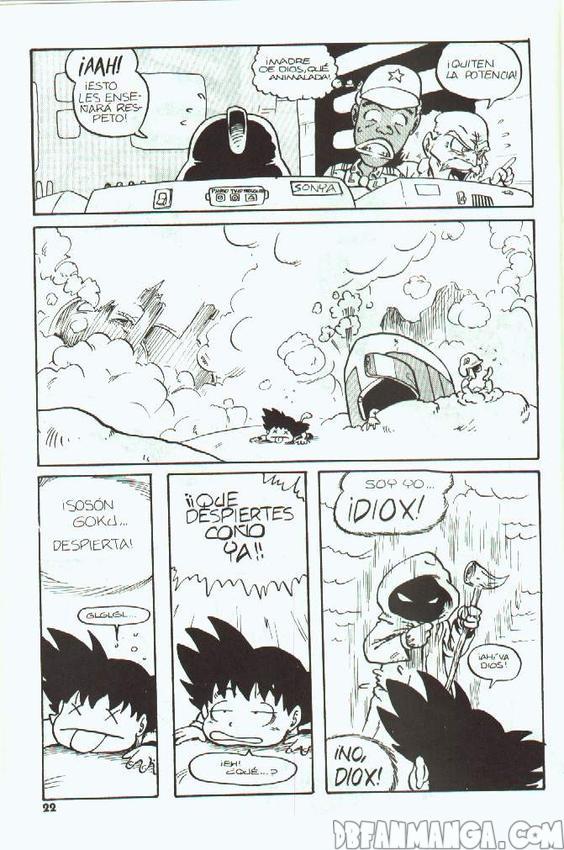 ¡AAH!
¡ESTO
LES ENSE-
ÑARÁ RES-
PETO!
¡MADRE
DE DIOS, QUÉ
ANIMALADA!
¡QUITEN
LA POTENCIA!
SONYA
¡SOSÓN
GOKU...
DESPIERTA!
GLGLGL...
¡¡QUE
DESPIERTES
COÑO
YA!!
¡EH!
¿QUÉ...?
SOY YO...
¡DIOX!
¡AHÍ VA
DIOS!
¡NO,
DIOX!
22
DBFANMANGA.COM